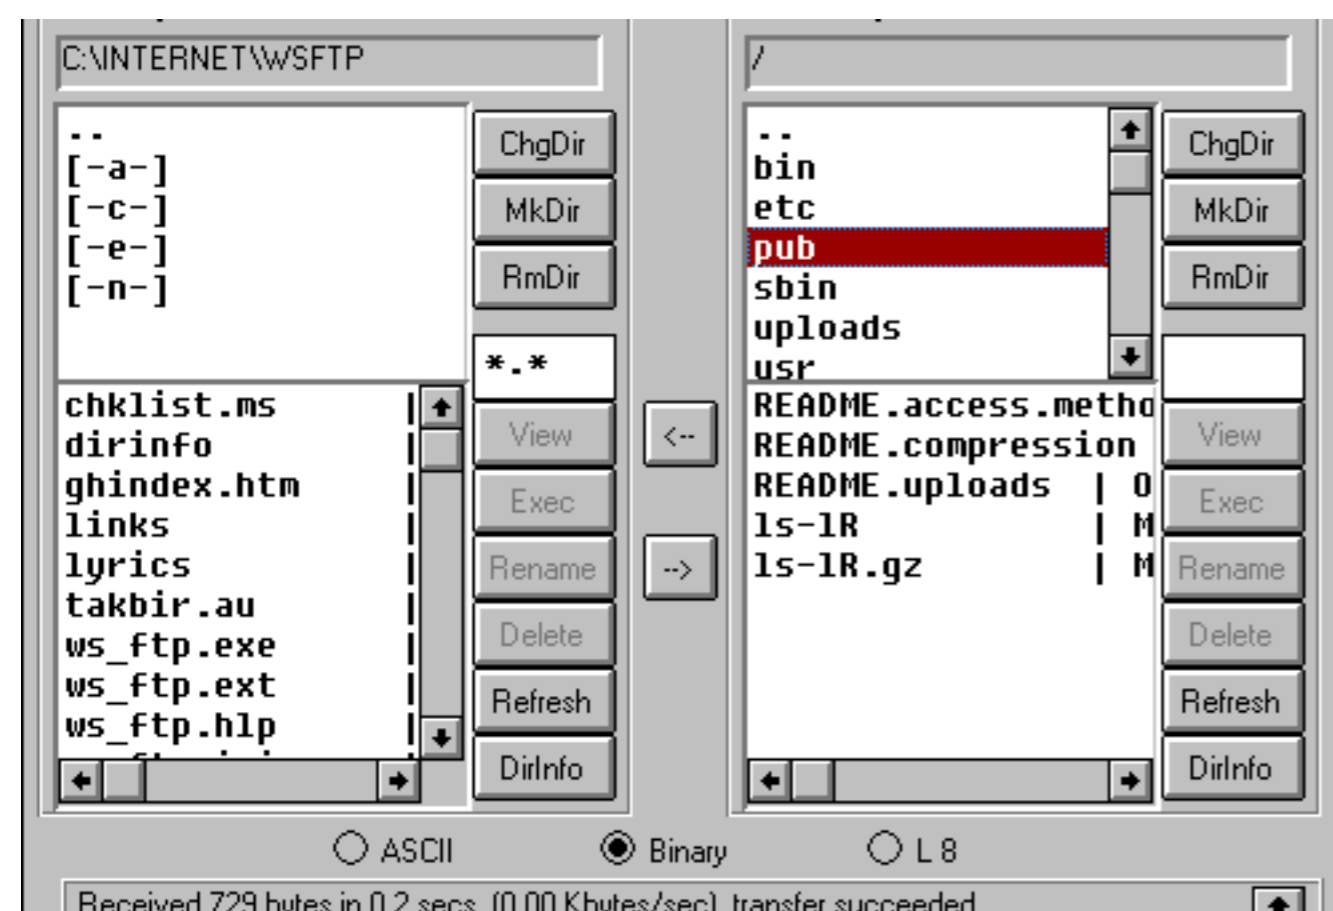 C:\INTERNET\WSFTP
..
[-a-]
[-c-]
[-e-]
[-n-]
ChgDir
MkDir
RmDir
*.*
chklist.ms |
dirinfo |
ghindex.htm |
links |
lyrics |
takbir.au |
ws_ftp.exe |
ws_ftp.ext |
ws_ftp.hlp |
View
Exec
Rename
Delete
Refresh
DirInfo
<--
-->
/
..
bin
etc
pub
sbin
uploads
usr
ChgDir
MkDir
RmDir
README.access.metho
README.compression
README.uploads | O
ls-lR | M
ls-lR.gz | M
View
Exec
Rename
Delete
Refresh
DirInfo
ASCII
Binary
L 8
Received 729 bytes in 0.2 secs, (0.00 Kbytes/sec), transfer succeeded